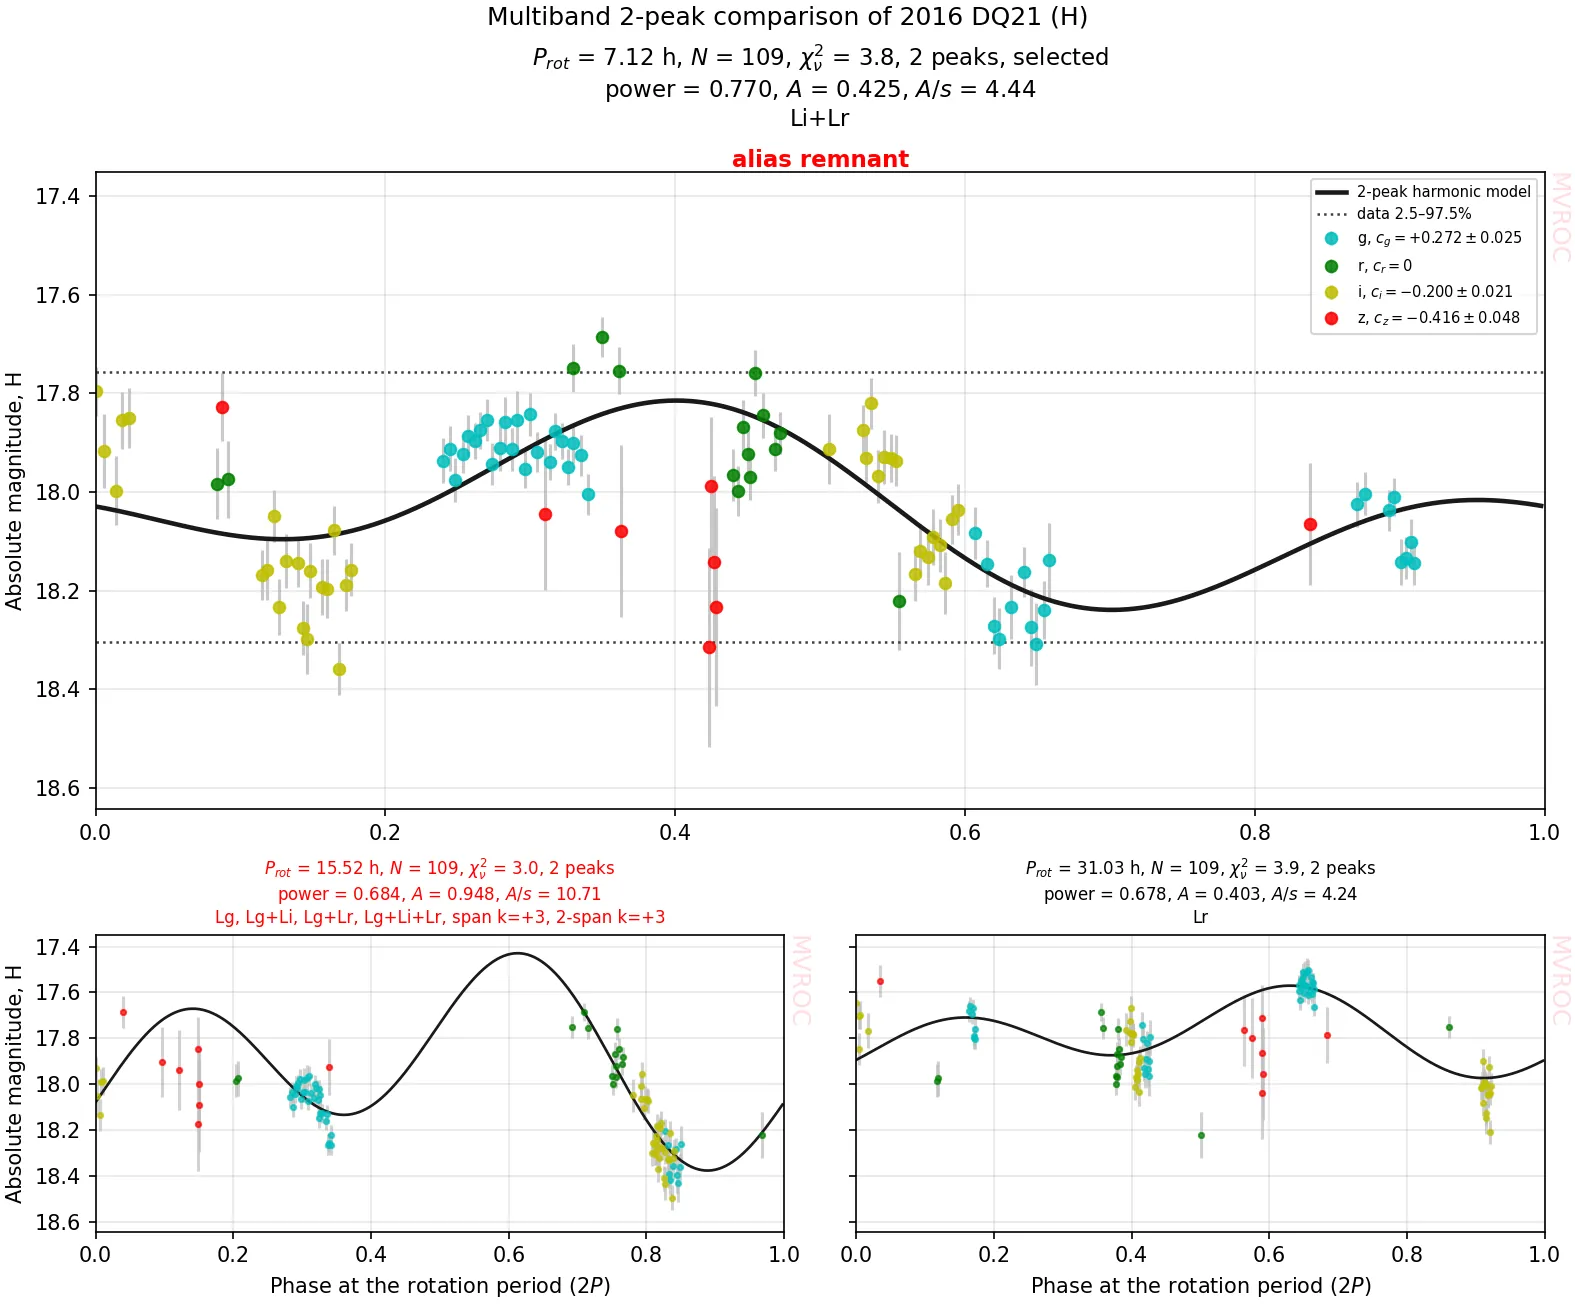 Multiband 2-peak comparison of 2016 DQ21 (H)
P_rot = 7.12 h, N = 109, χ²_ν = 3.8, 2 peaks, selected
power = 0.770, A = 0.425, A/s = 4.44
Li+Lr
alias remnant
2-peak harmonic model
data 2.5–97.5%
g, c_g = +0.272 ± 0.025
r, c_r = 0
i, c_i = −0.200 ± 0.021
z, c_z = −0.416 ± 0.048
MVROC
Absolute magnitude, H
17.4
17.6
17.8
18.0
18.2
18.4
18.6
0.0 0.2 0.4 0.6 0.8 1.0
P_rot = 15.52 h, N = 109, χ²_ν = 3.0, 2 peaks
power = 0.684, A = 0.948, A/s = 10.71
Lg, Lg+Li, Lg+Lr, Lg+Li+Lr, span k=+3, 2-span k=+3
MVROC
Absolute magnitude, H
17.4
17.6
17.8
18.0
18.2
18.4
18.6
0.0 0.2 0.4 0.6 0.8 1.0
Phase at the rotation period (2P)
P_rot = 31.03 h, N = 109, χ²_ν = 3.9, 2 peaks
power = 0.678, A = 0.403, A/s = 4.24
Lr
MVROC
0.0 0.2 0.4 0.6 0.8 1.0
Phase at the rotation period (2P)